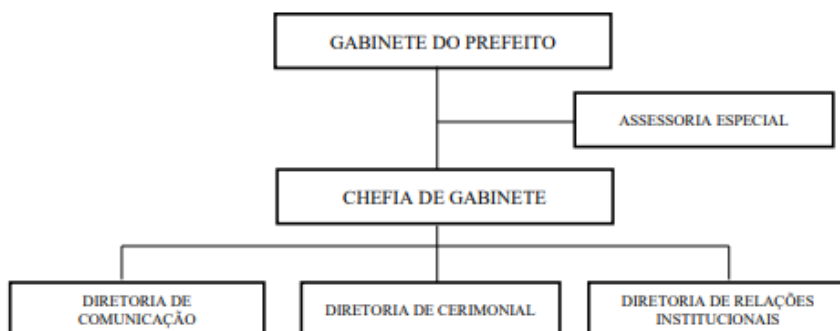 GABINETE DO PREFEITO
ASSESSORIA ESPECIAL
CHEFIA DE GABINETE
DIRETORIA DE
COMUNICAÇÃO
DIRETORIA DE CERIMONIAL
DIRETORIA DE RELAÇÕES
INSTITUCIONAIS